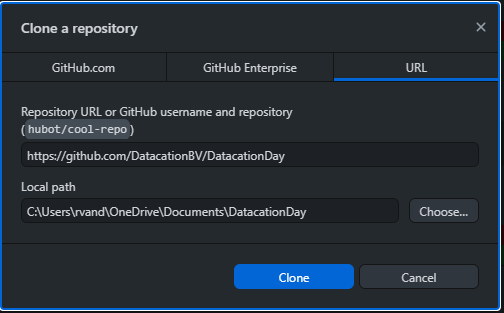 Clone a repository
GitHub.com
GitHub Enterprise
URL
Repository URL or GitHub username and repository
(hubot/cool-repo)
https://github.com/DatacationBV/DatacationDay
Local path
C:\Users\rvand\OneDrive\Documents\DatacationDay
Choose...
Clone
Cancel